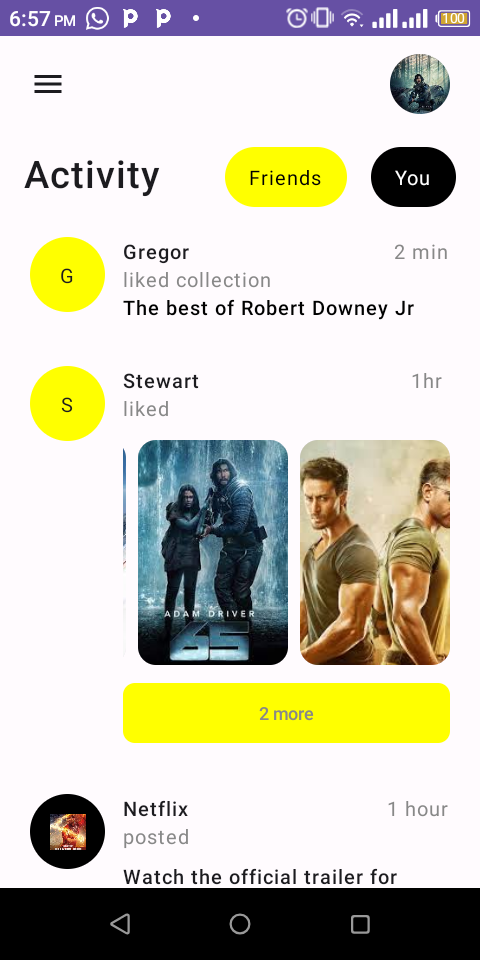 6:57 PM
100
Activity
Friends
You
G
Gregor
2 min
liked collection
The best of Robert Downey Jr
S
Stewart
1hr
liked
ADAM DRIVER
65
2 more
Netflix
1 hour
posted
Watch the official trailer for